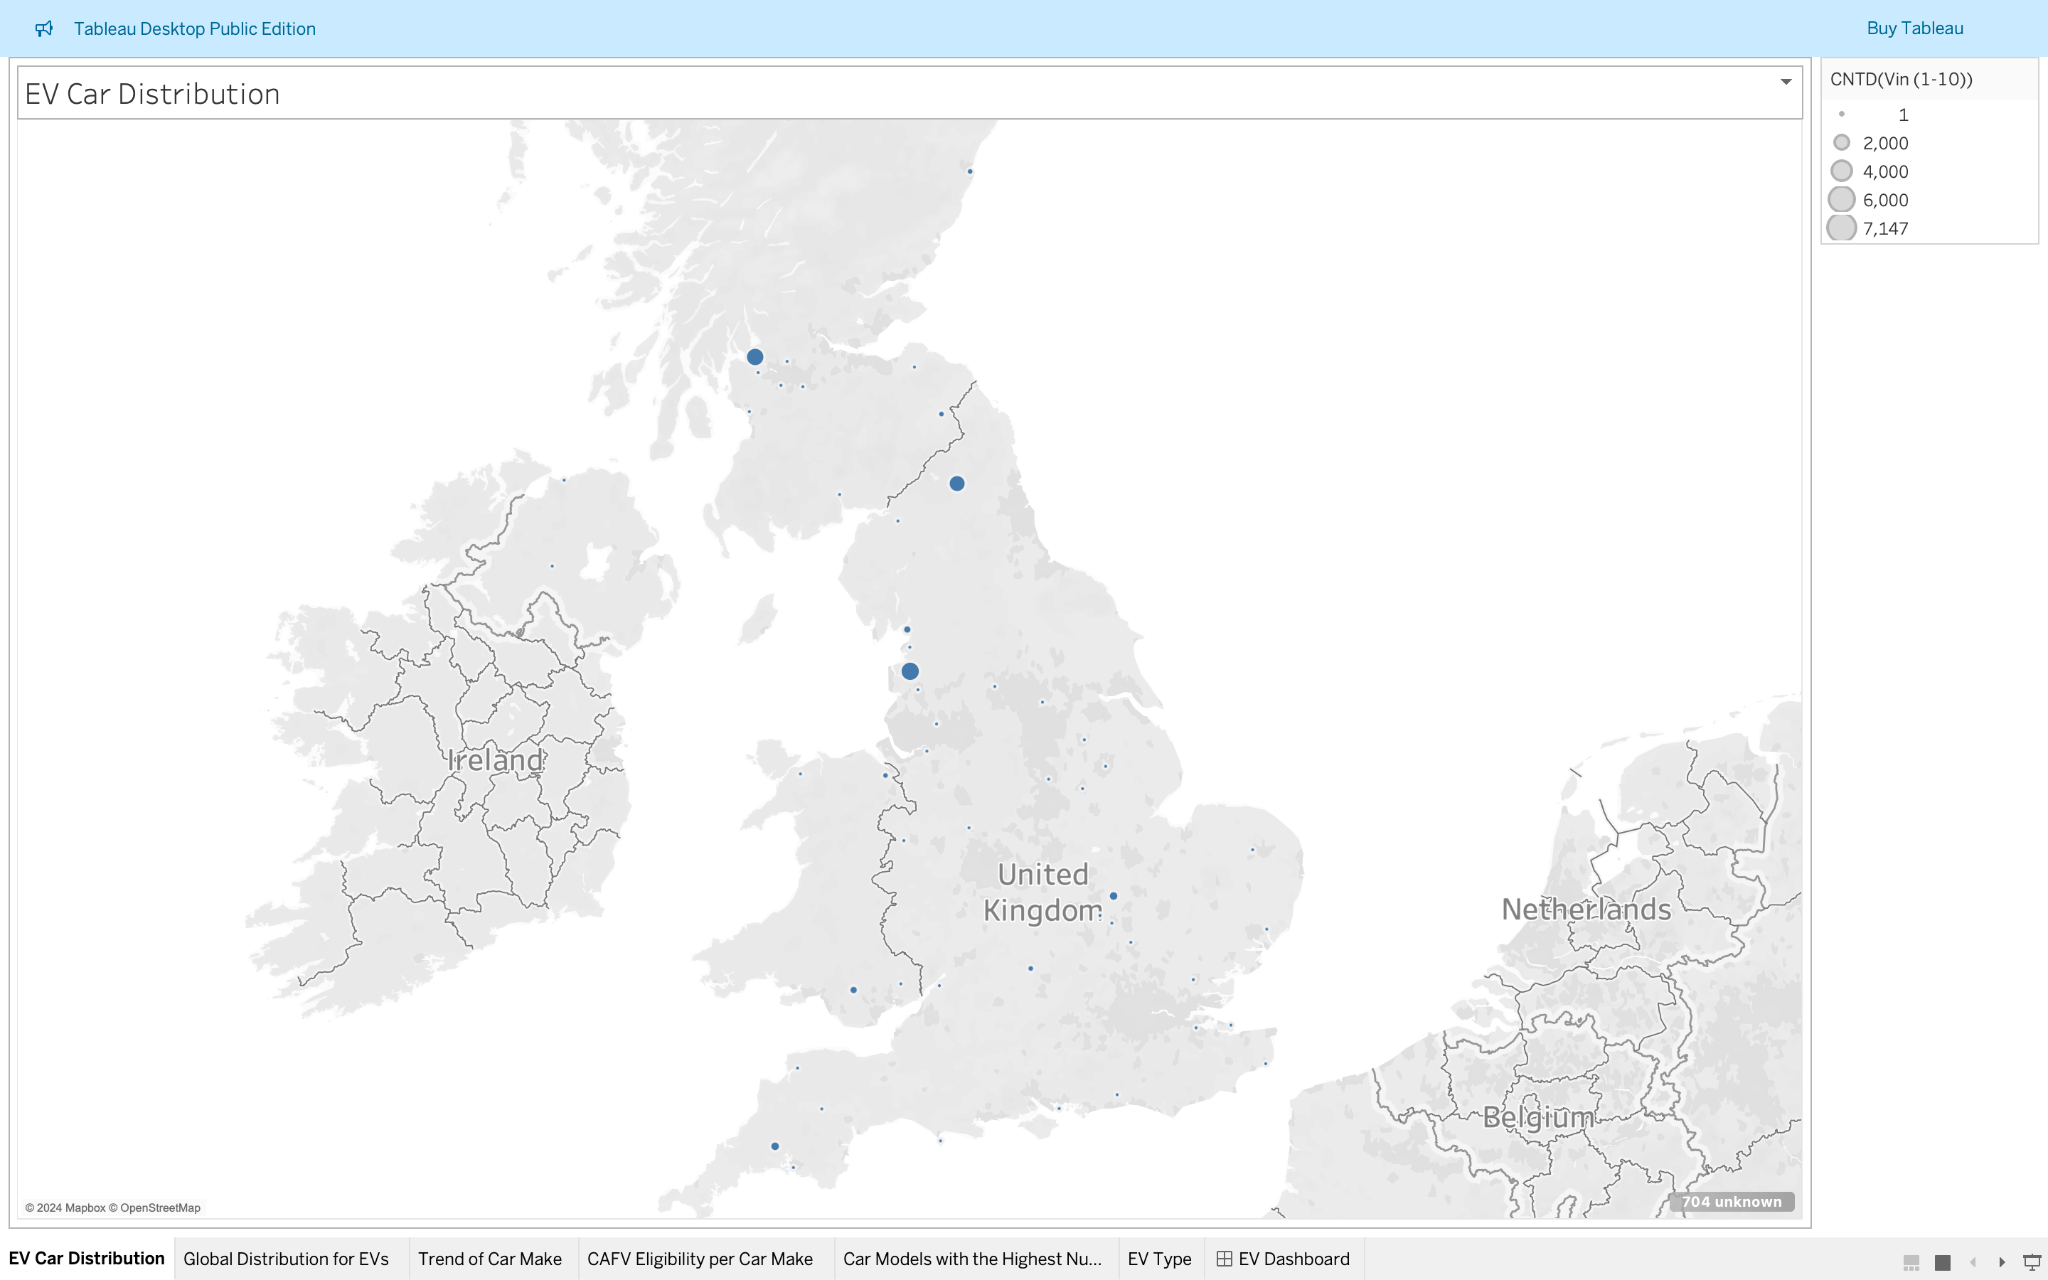 Tableau Desktop Public Edition
Buy Tableau
EV Car Distribution
CNTD(Vin (1-10))
1
2,000
4,000
6,000
7,147
Ireland
United
Kingdom
Netherlands
Belgium
© 2024 Mapbox © OpenStreetMap
704 unknown
EV Car Distribution
Global Distribution for EVs
Trend of Car Make
CAFV Eligibility per Car Make
Car Models with the Highest Nu...
EV Type
EV Dashboard